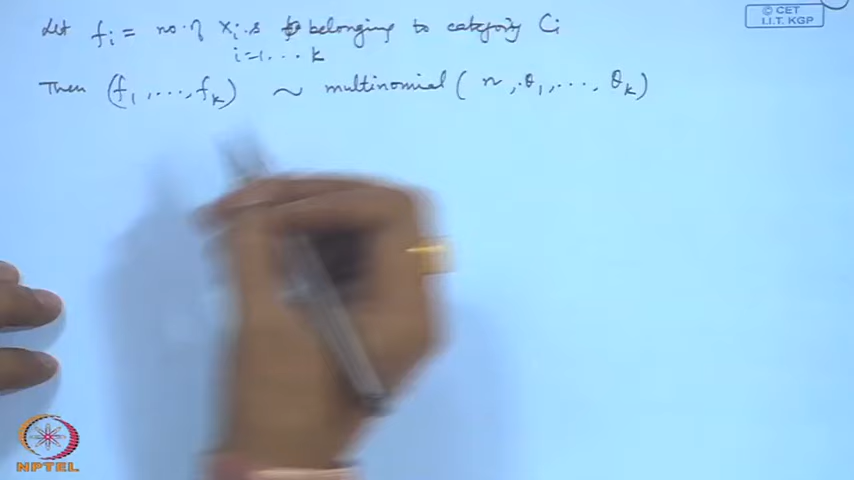 © CET
I.I.T. KGP
Let fi = no. of Xi's belonging to category Ci
i=1, ... k
Then (f1, ..., fk) ~ multinomial ( n, θ1, ..., θk)
NPTEL